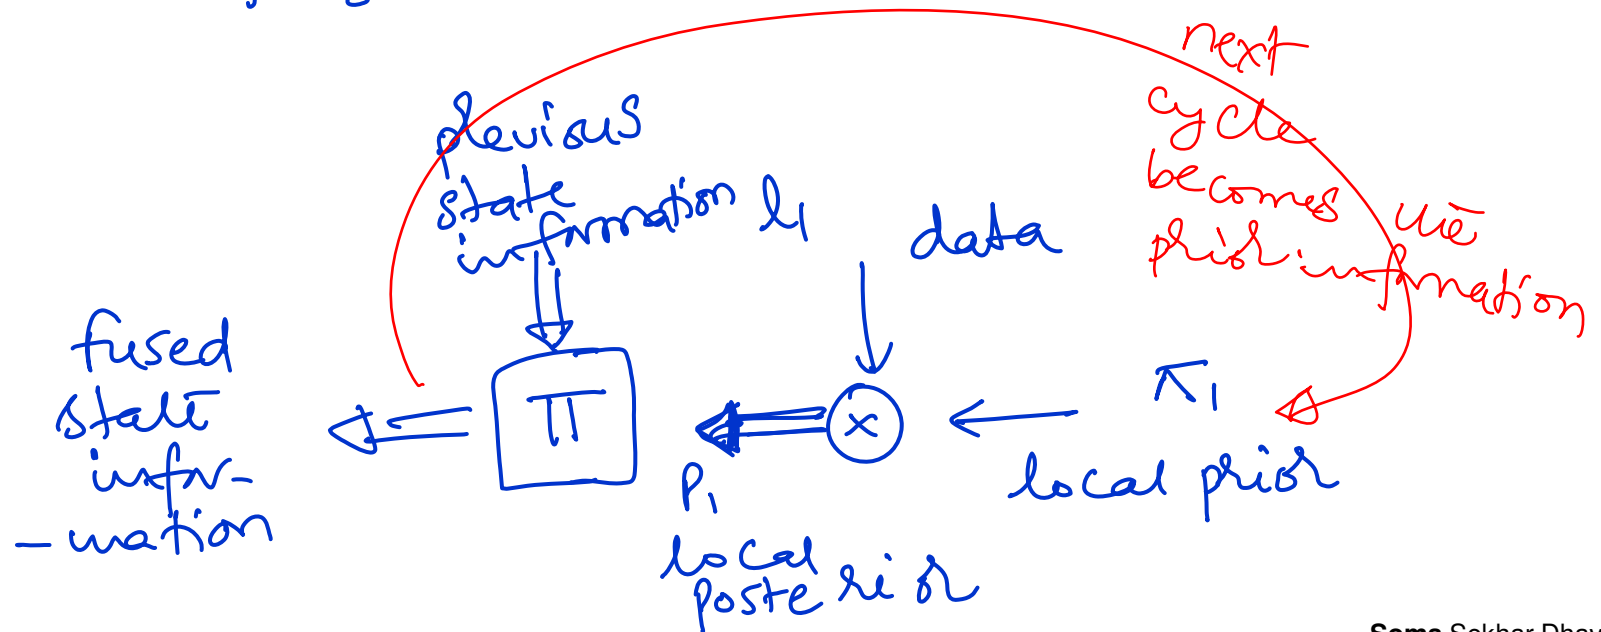 next
cycle
becomes
the
prior information
previous
state
information l1
data
fused
state
infor-
-mation
Π
×
π1
local prior
P1
local
posterior